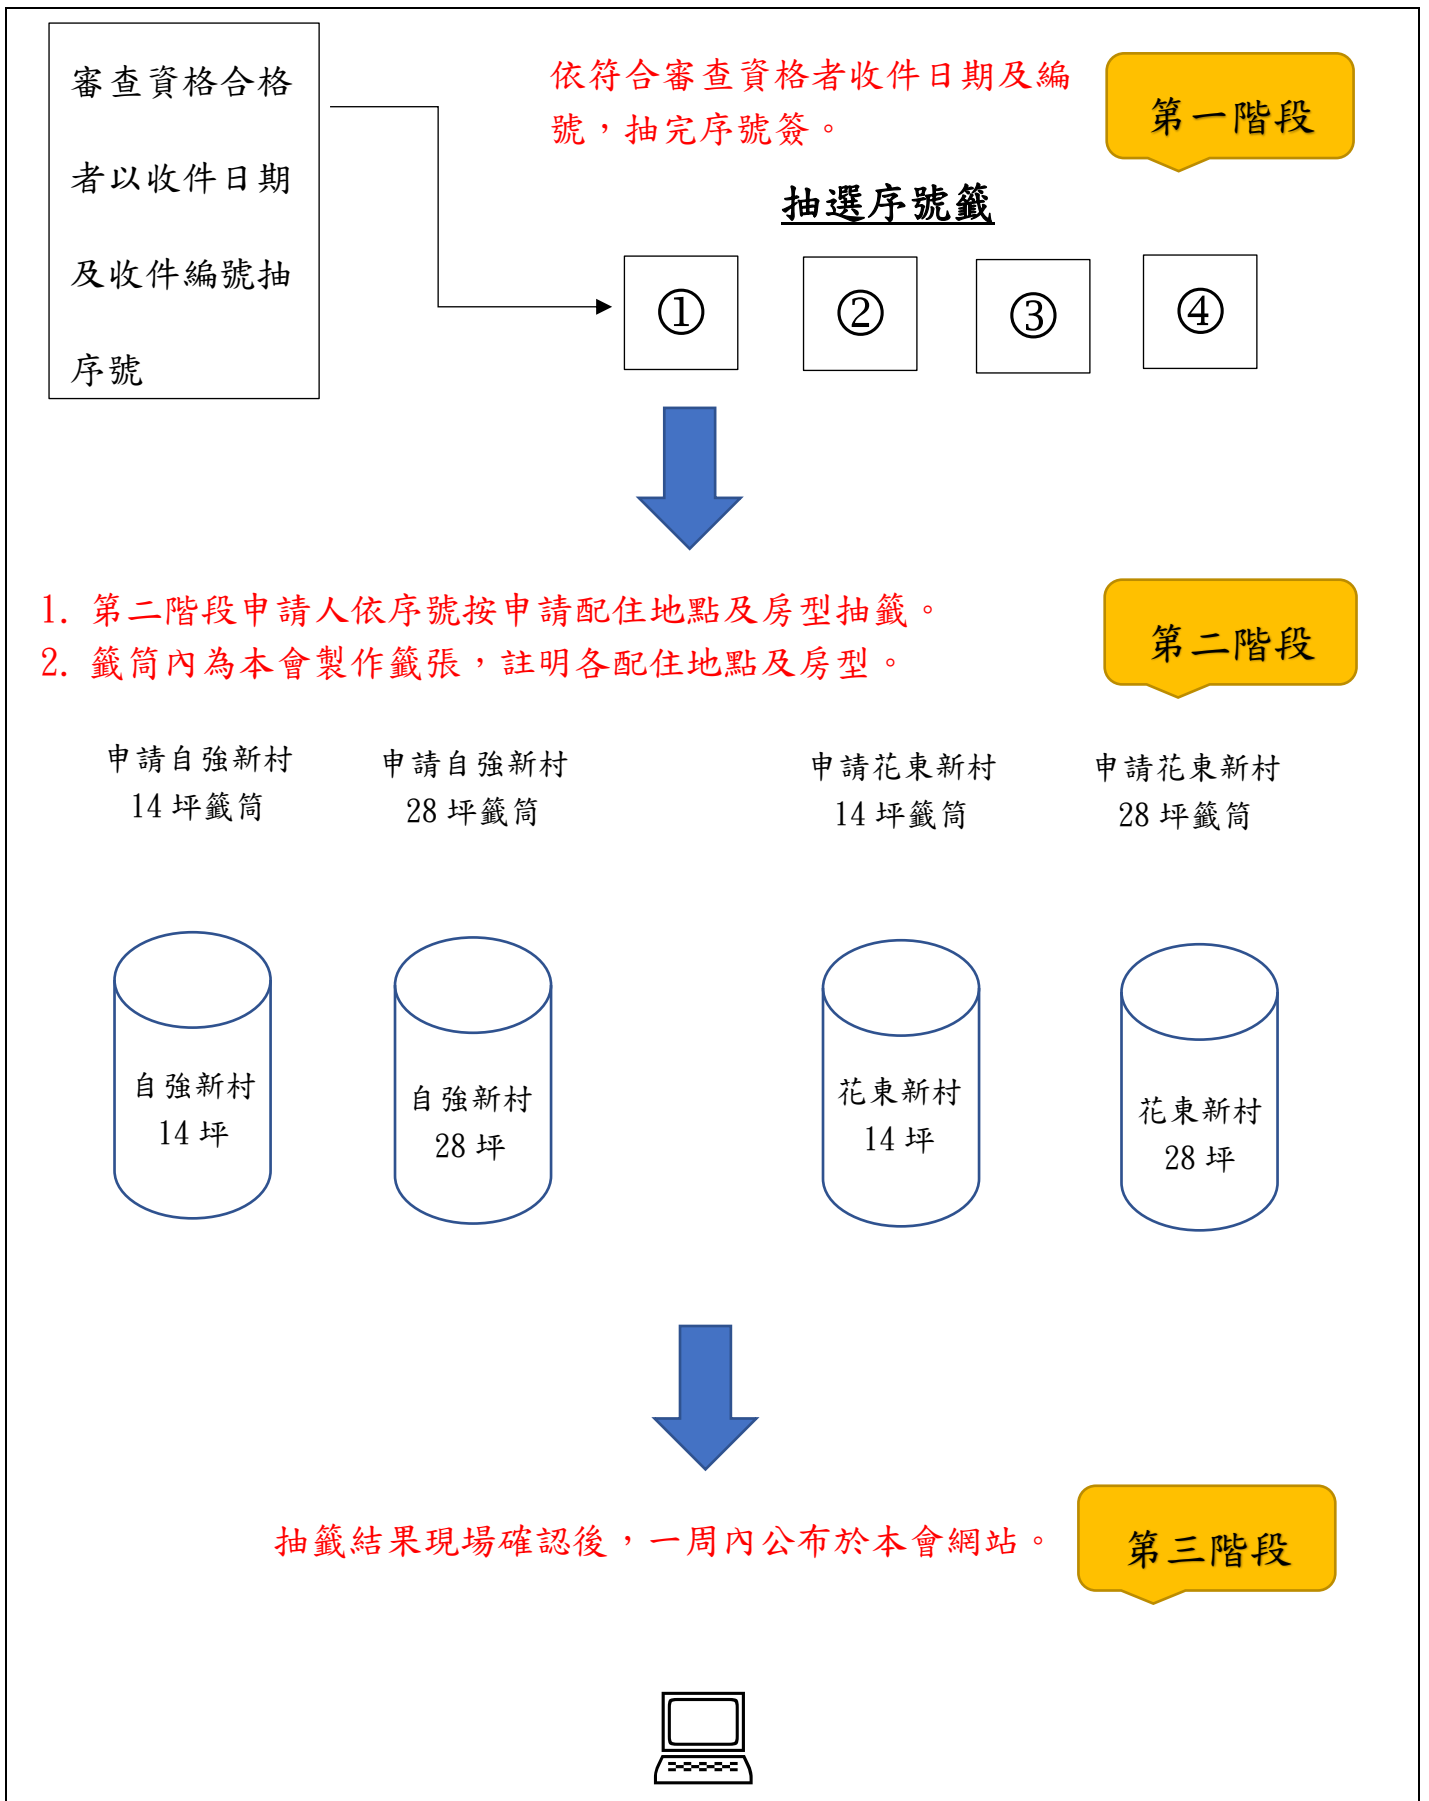 審查資格合格
者以收件日期
及收件編號抽
序號
依符合審查資格者收件日期及編
號，抽完序號簽。
第一階段
抽選序號籤
①
②
③
④
1. 第二階段申請人依序號按申請配住地點及房型抽籤。
2. 籤筒內為本會製作籤張，註明各配住地點及房型。
第二階段
申請自強新村
14 坪籤筒
申請自強新村
28 坪籤筒
申請花東新村
14 坪籤筒
申請花東新村
28 坪籤筒
自強新村
14 坪
自強新村
28 坪
花東新村
14 坪
花東新村
28 坪
抽籤結果現場確認後，一周內公布於本會網站。
第三階段